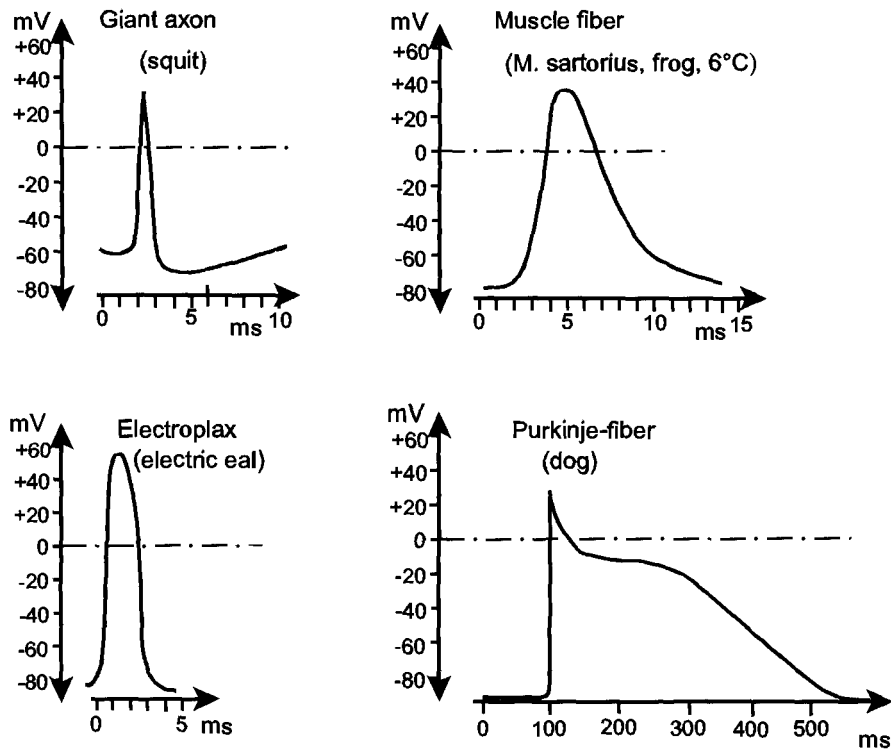 mV
Giant axon
(squit)
+60
+40
+20
0
-20
-40
-60
-80
0
5
ms
10
mV
Muscle fiber
(M. sartorius, frog, 6°C)
+60
+40
+20
0
-20
-40
-60
-80
0
5
10
ms
15
mV
Electroplax
(electric eal)
+60
+40
+20
0
-20
-40
-60
-80
0
5
ms
mV
Purkinje-fiber
(dog)
+60
+40
+20
0
-20
-40
-60
-80
0
100
200
300
400
500
ms